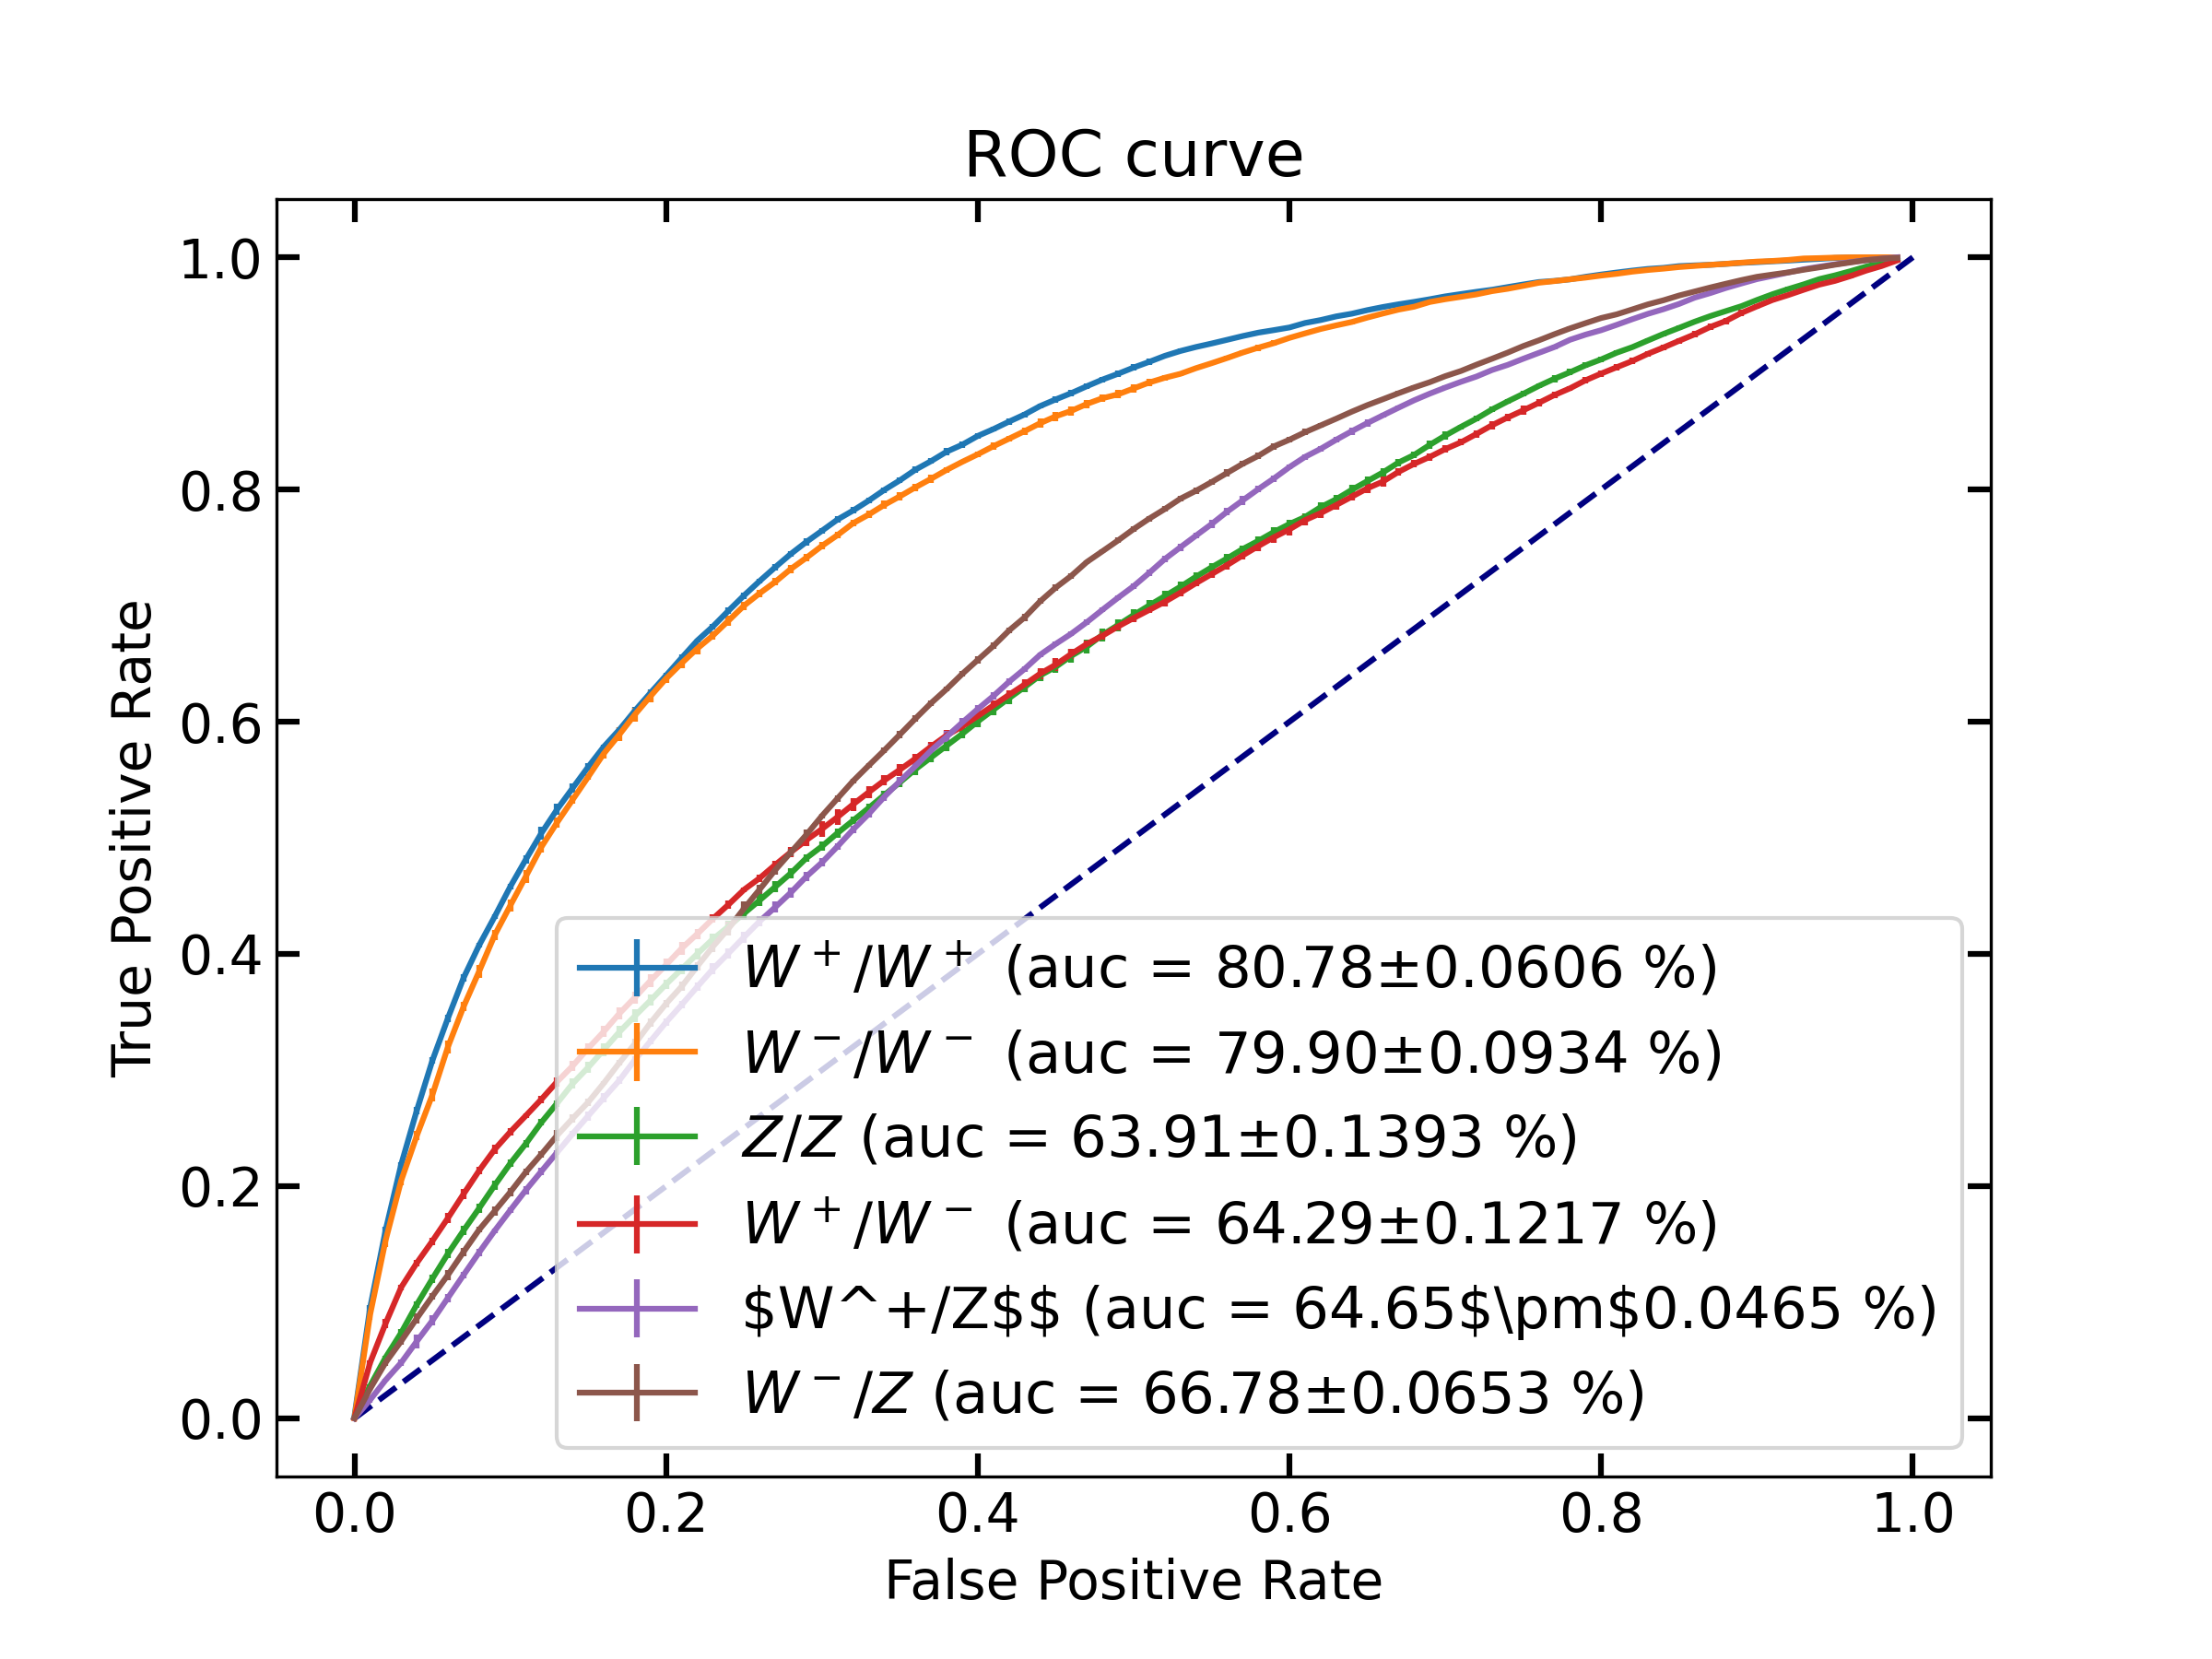 ROC curve
True Positive Rate
1.0
0.8
0.6
0.4
0.2
0.0
W⁺/W⁺ (auc = 80.78±0.0606 %)
W⁻/W⁻ (auc = 79.90±0.0934 %)
Z/Z (auc = 63.91±0.1393 %)
W⁺/W⁻ (auc = 64.29±0.1217 %)
$W^+/Z$$ (auc = 64.65$\pm$0.0465 %)
W⁻/Z (auc = 66.78±0.0653 %)
0.0 0.2 0.4 0.6 0.8 1.0
False Positive Rate